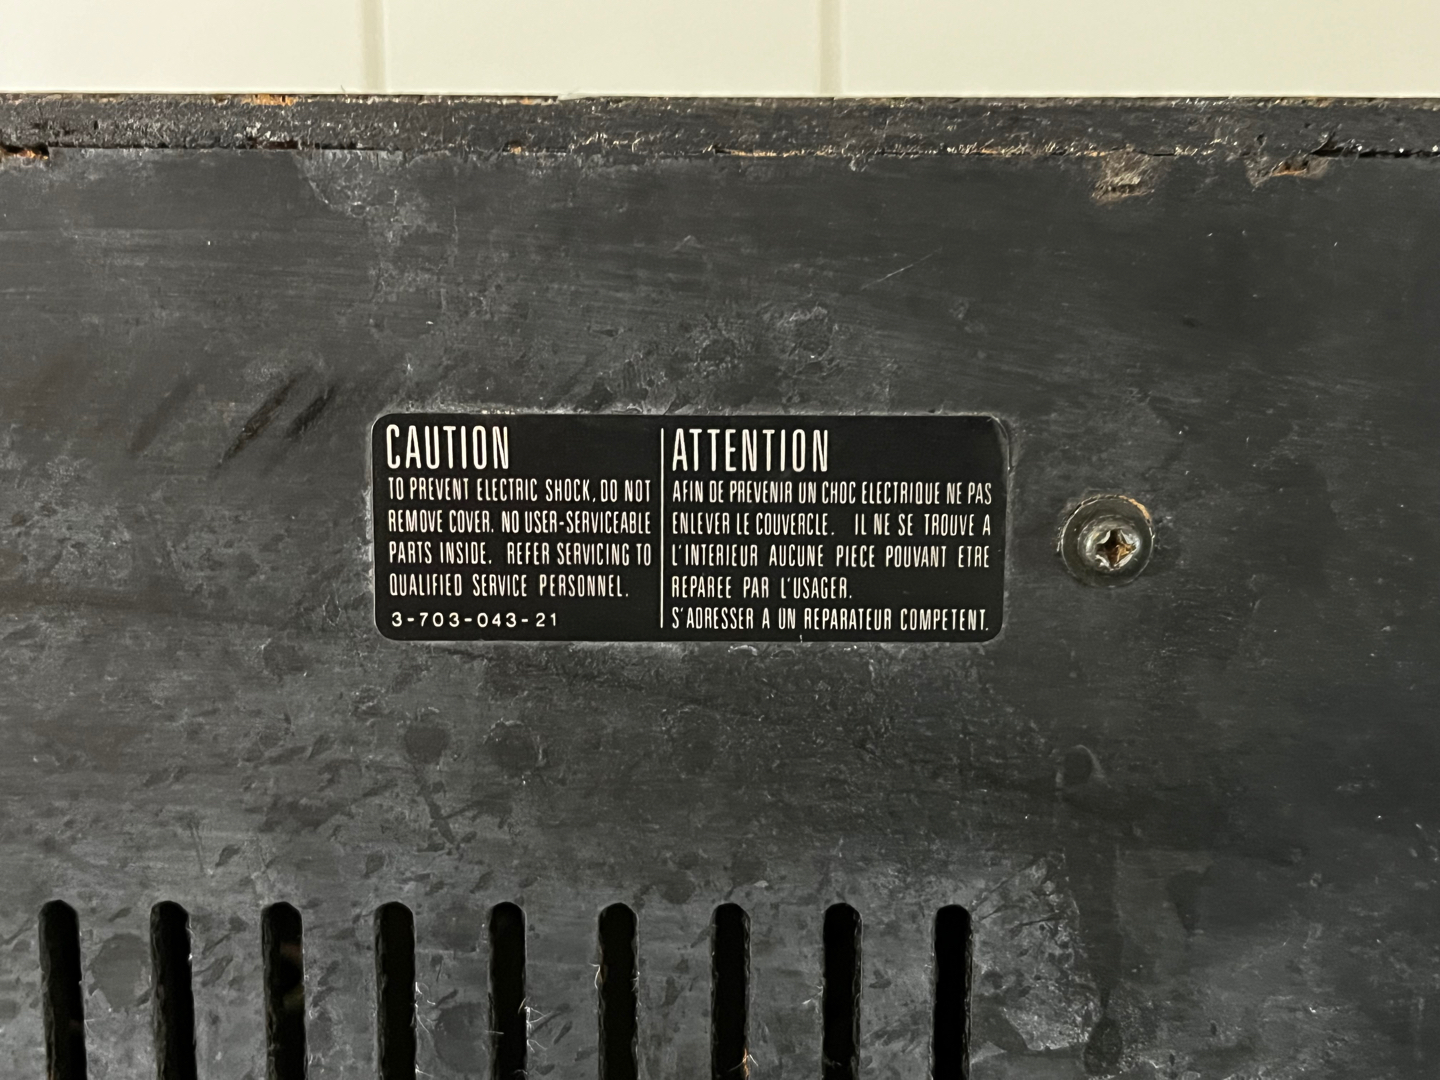 CAUTION
TO PREVENT ELECTRIC SHOCK, DO NOT
REMOVE COVER. NO USER-SERVICEABLE
PARTS INSIDE. REFER SERVICING TO
QUALIFIED SERVICE PERSONNEL.
3-703-043-21
ATTENTION
AFIN DE PREVENIR UN CHOC ELECTRIQUE NE PAS
ENLEVER LE COUVERCLE. IL NE SE TROUVE A
L'INTERIEUR AUCUNE PIECE POUVANT ETRE
REPAREE PAR L'USAGER.
S'ADRESSER A UN REPARATEUR COMPETENT.